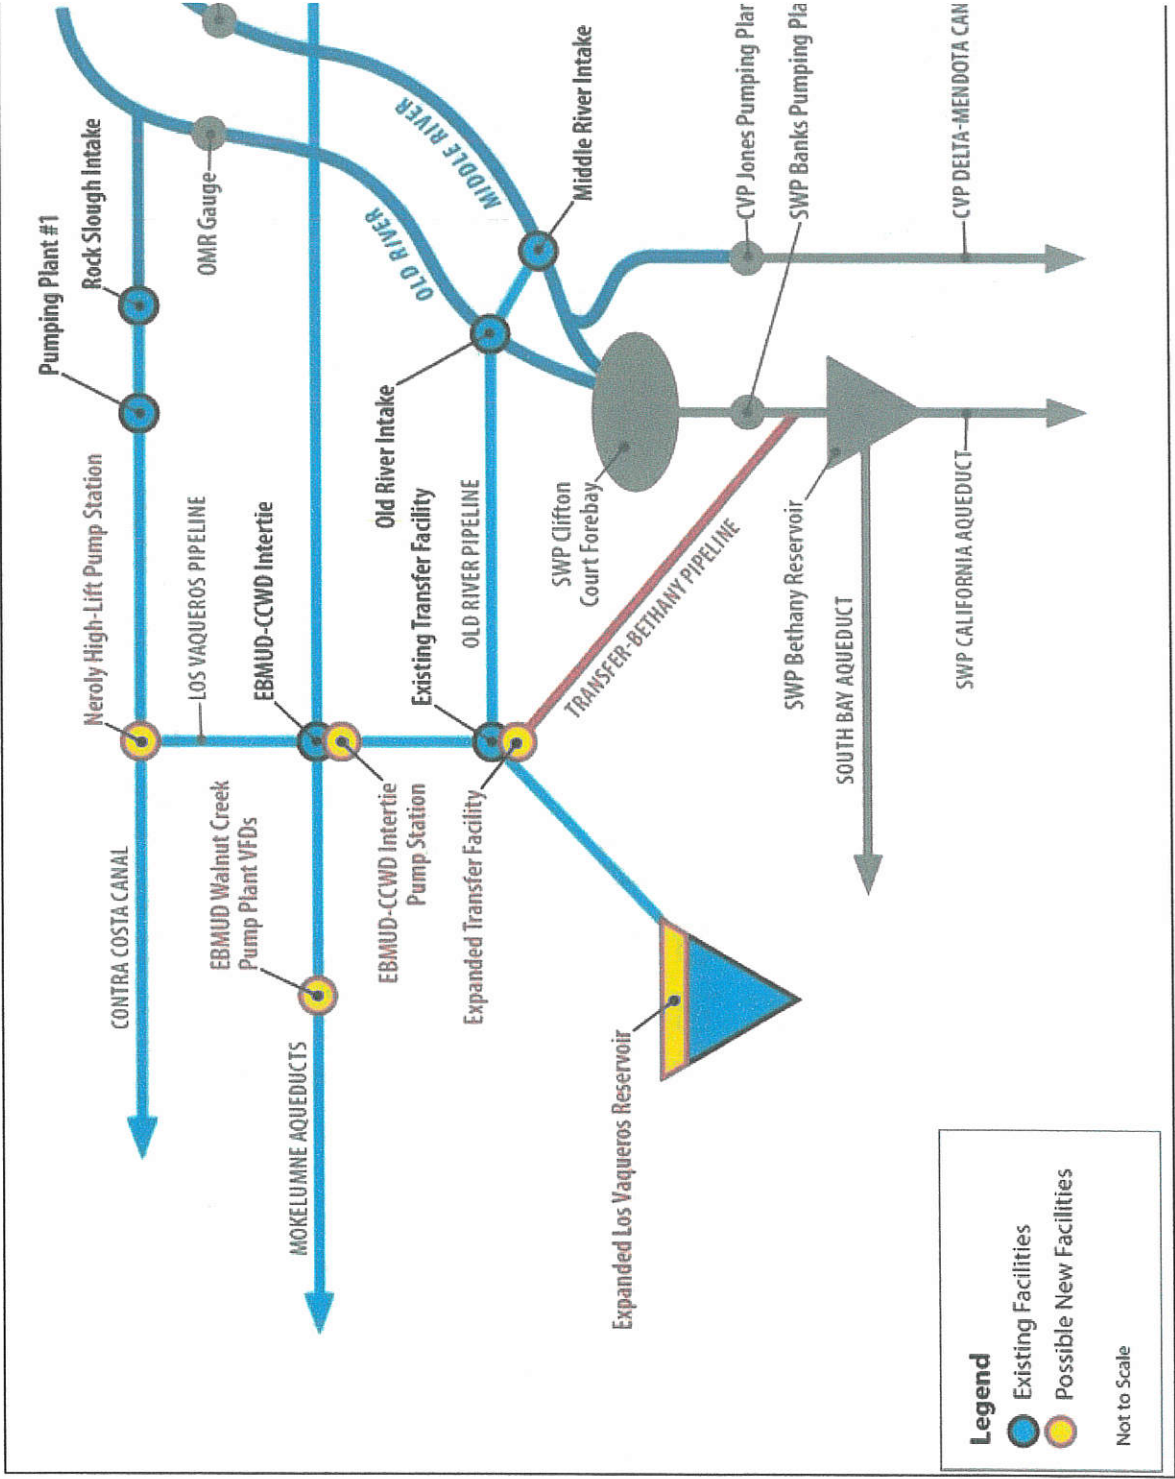 Pumping Plant #1
Rock Slough Intake
Neroly High-Lift Pump Station
CONTRA COSTA CANAL
LOS VAQUEROS PIPELINE
OMR Gauge
EBMUD Walnut Creek
Pump Plant VFDs
EBMUD-CCWD Intertie
MOKELUMNE AQUEDUCTS
EBMUD-CCWD Intertie
Pump Station
Old River Intake
OLD RIVER
MIDDLE RIVER
Existing Transfer Facility
OLD RIVER PIPELINE
Expanded Transfer Facility
Middle River Intake
SWP Clifton
Court Forebay
Expanded Los Vaqueros Reservoir
TRANSFER-BETHANY PIPELINE
CVP Jones Pumping Plan
SWP Banks Pumping Pla
SWP Bethany Reservoir
SOUTH BAY AQUEDUCT
SWP CALIFORNIA AQUEDUCT
CVP DELTA-MENDOTA CAN
Legend
Existing Facilities
Possible New Facilities
Not to Scale